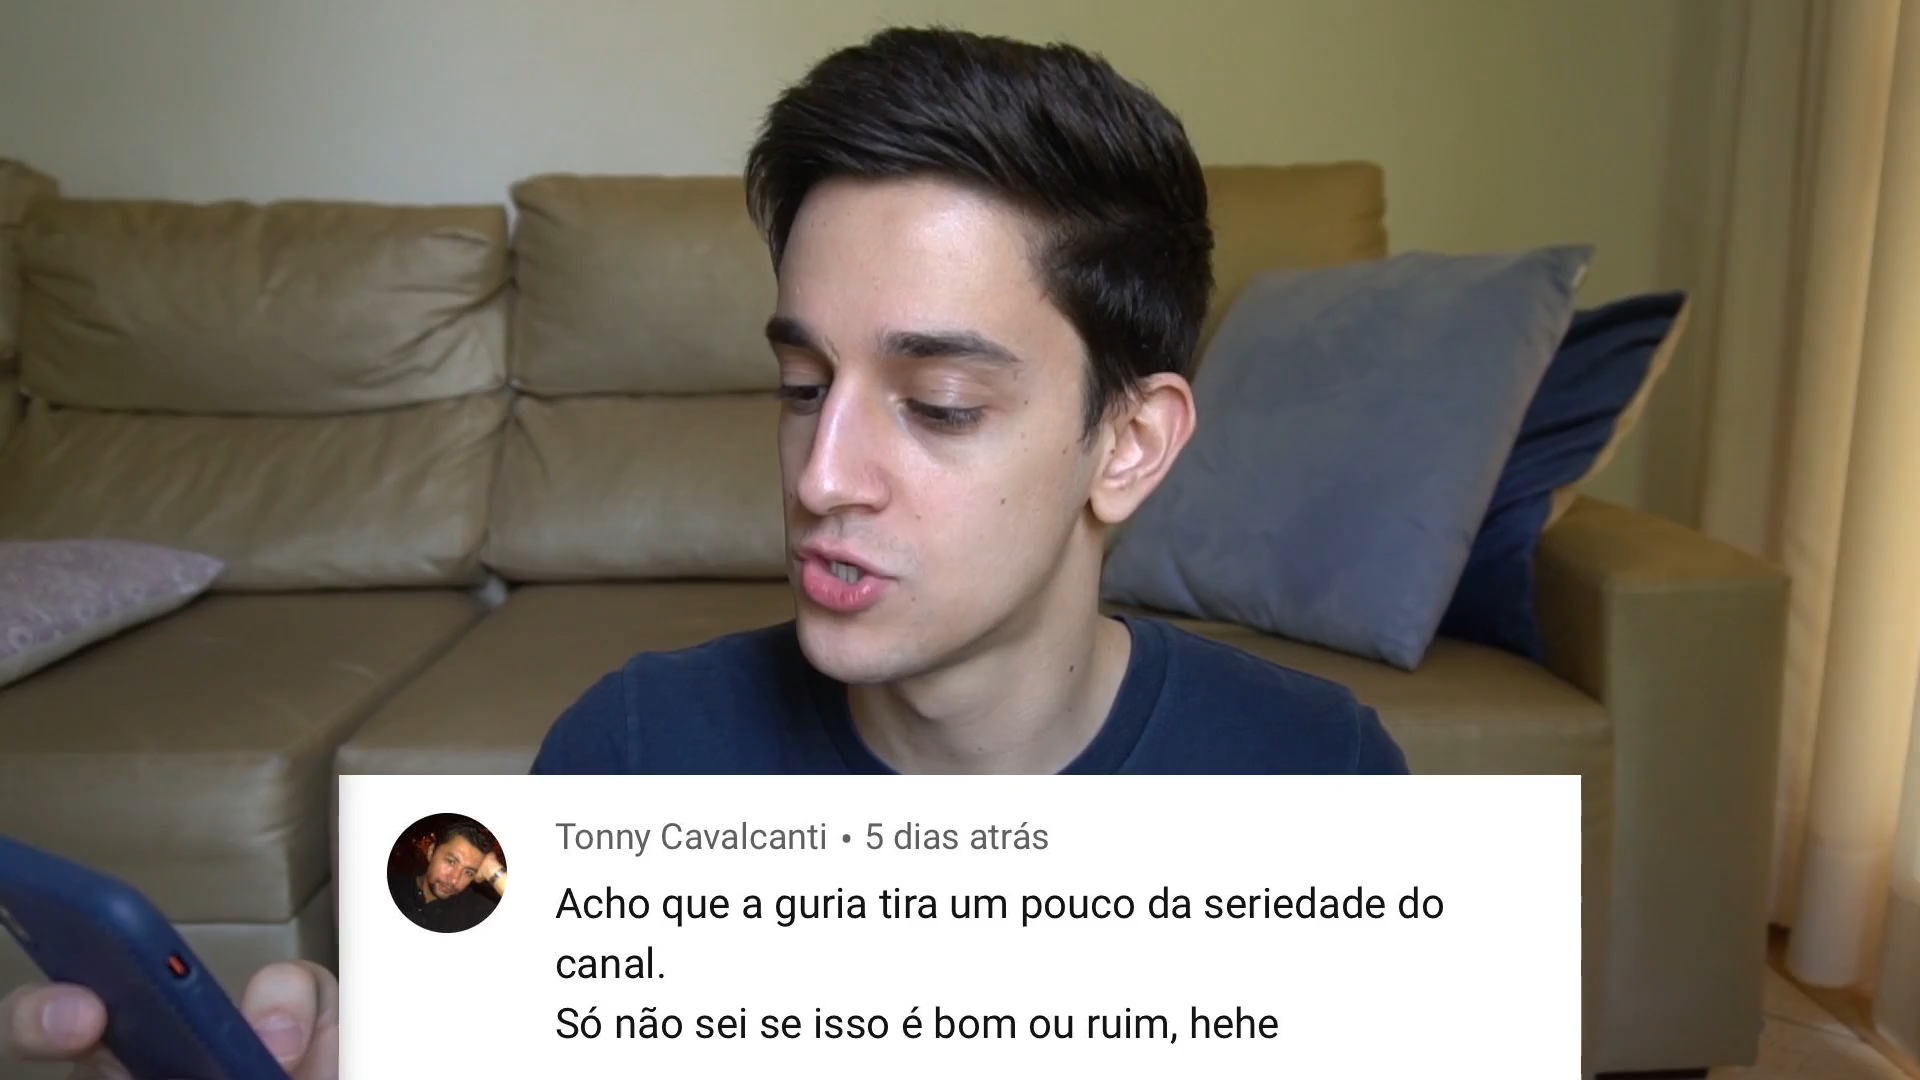 Tonny Cavalcanti • 5 dias atrás
Acho que a guria tira um pouco da seriedade do
canal.
Só não sei se isso é bom ou ruim, hehe